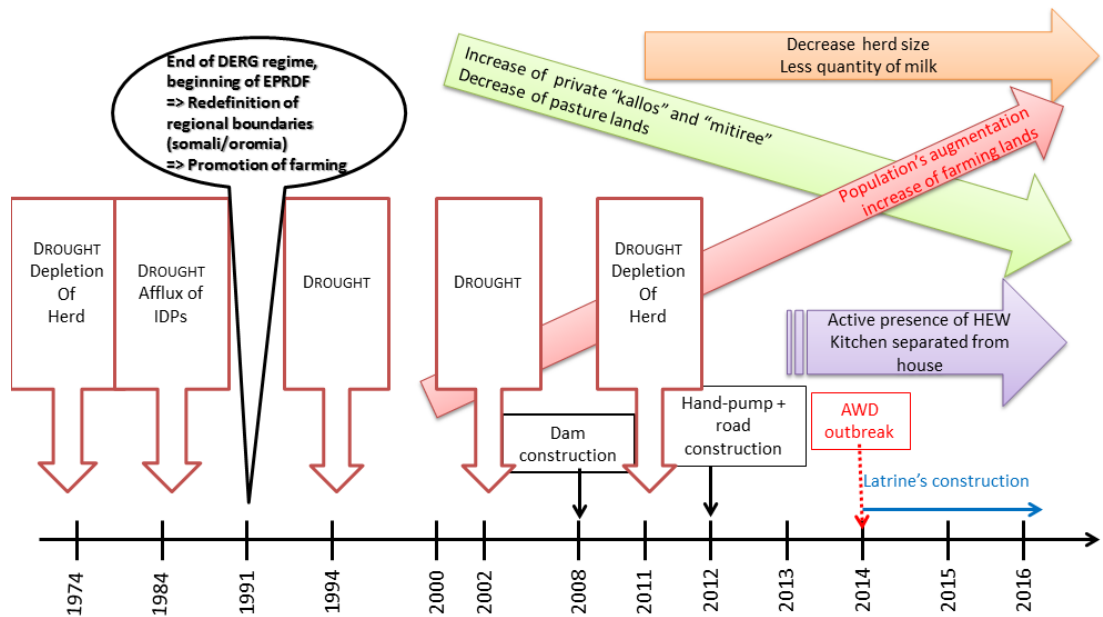 End of DERG regime,
beginning of EPRDF
=> Redefinition of
regional boundaries
(somali/oromia)
=> Promotion of farming
Decrease herd size
Less quantity of milk
Increase of private “kallos” and “mitiree”
Decrease of pasture lands
Population’s augmentation
increase of farming lands
DROUGHT
Depletion
Of
Herd
DROUGHT
Afflux of
IDPs
DROUGHT
DROUGHT
DROUGHT
Depletion
Of
Herd
Active presence of HEW
Kitchen separated from
house
Dam
construction
Hand-pump +
road
construction
AWD
outbreak
Latrine’s construction
1974
1984
1991
1994
2000
2002
2008
2011
2012
2013
2014
2015
2016